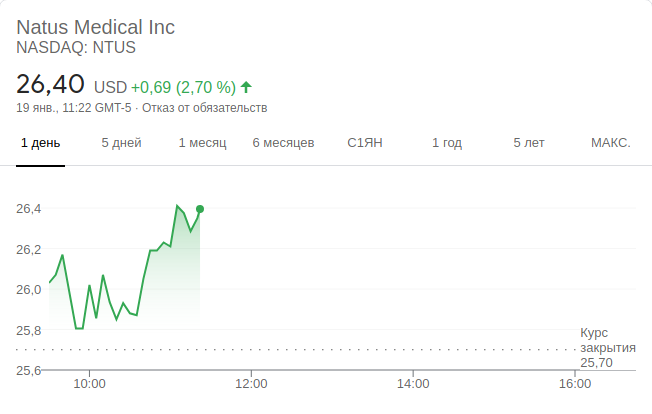 Natus Medical Inc
NASDAQ: NTUS
26,40 USD +0,69 (2,70 %)
19 янв., 11:22 GMT-5 · Отказ от обязательств
1 день 5 дней 1 месяц 6 месяцев С1ЯН 1 год 5 лет МАКС.
26,4
26,2
26,0
25,8
Курс
закрытия
25,70
25,6
10:00 12:00 14:00 16:00